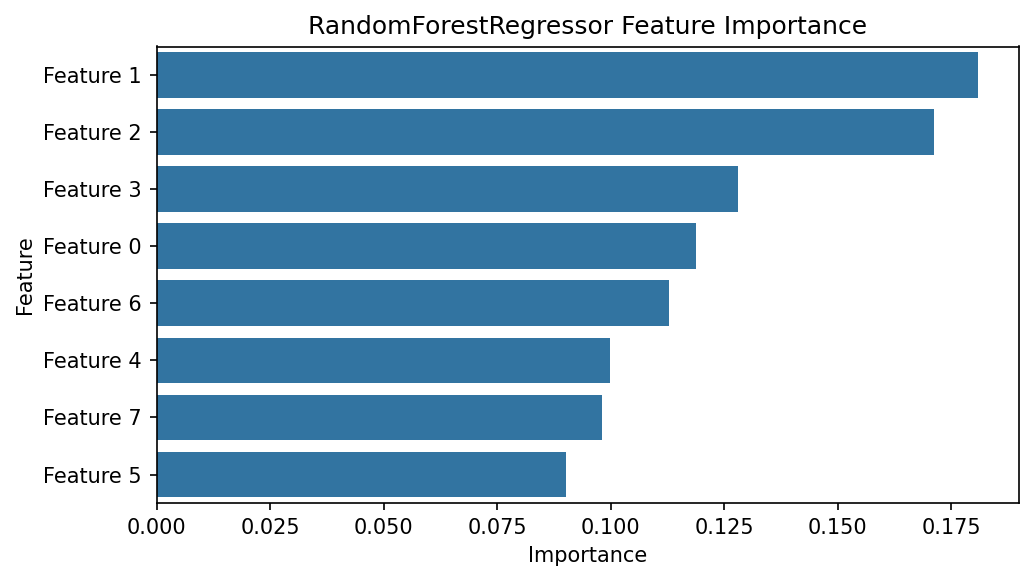 RandomForestRegressor Feature Importance
Feature 1
Feature 2
Feature 3
Feature 0
Feature 6
Feature 4
Feature 7
Feature 5
Feature
0.000 0.025 0.050 0.075 0.100 0.125 0.150 0.175
Importance